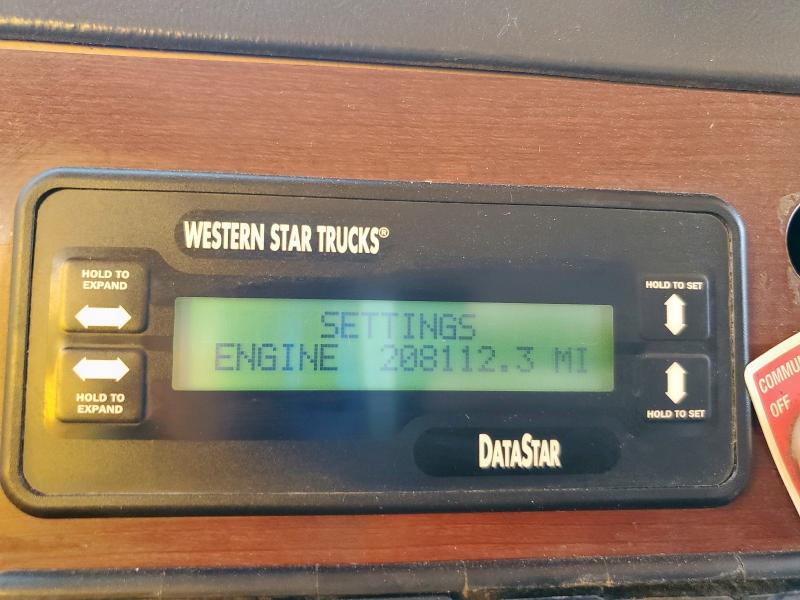 WESTERN STAR TRUCKS®
HOLD TO
EXPAND
HOLD TO SET
SETTINGS
ENGINE 208112.3 MI
HOLD TO
EXPAND
HOLD TO SET
DATASTAR
OFF